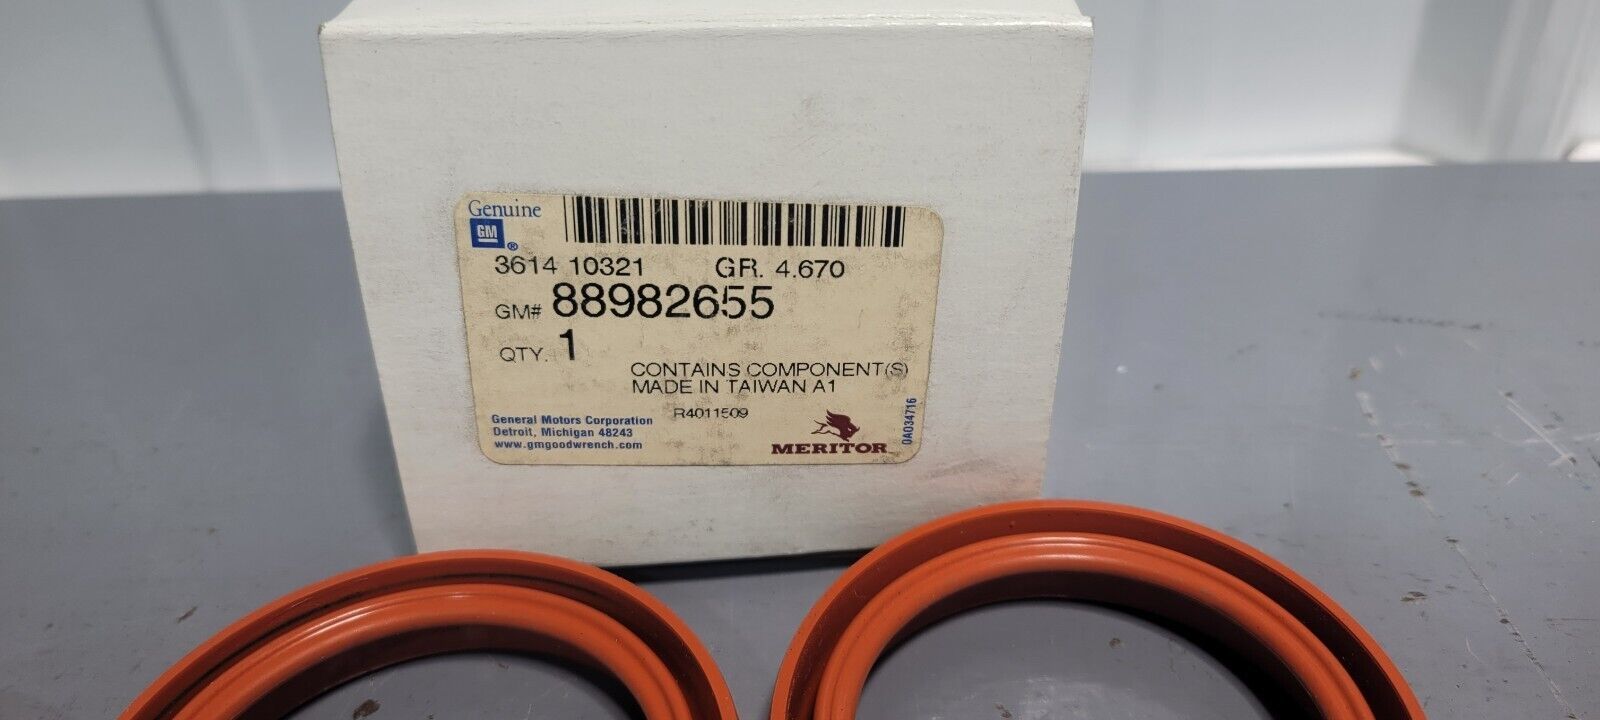 Genuine
GM
®
3614 10321 GR. 4.670
GM# 88982655
QTY. 1
CONTAINS COMPONENT(S)
MADE IN TAIWAN A1
R4011509
General Motors Corporation
Detroit, Michigan 48243
www.gmgoodwrench.com
MERITOR
0A034716